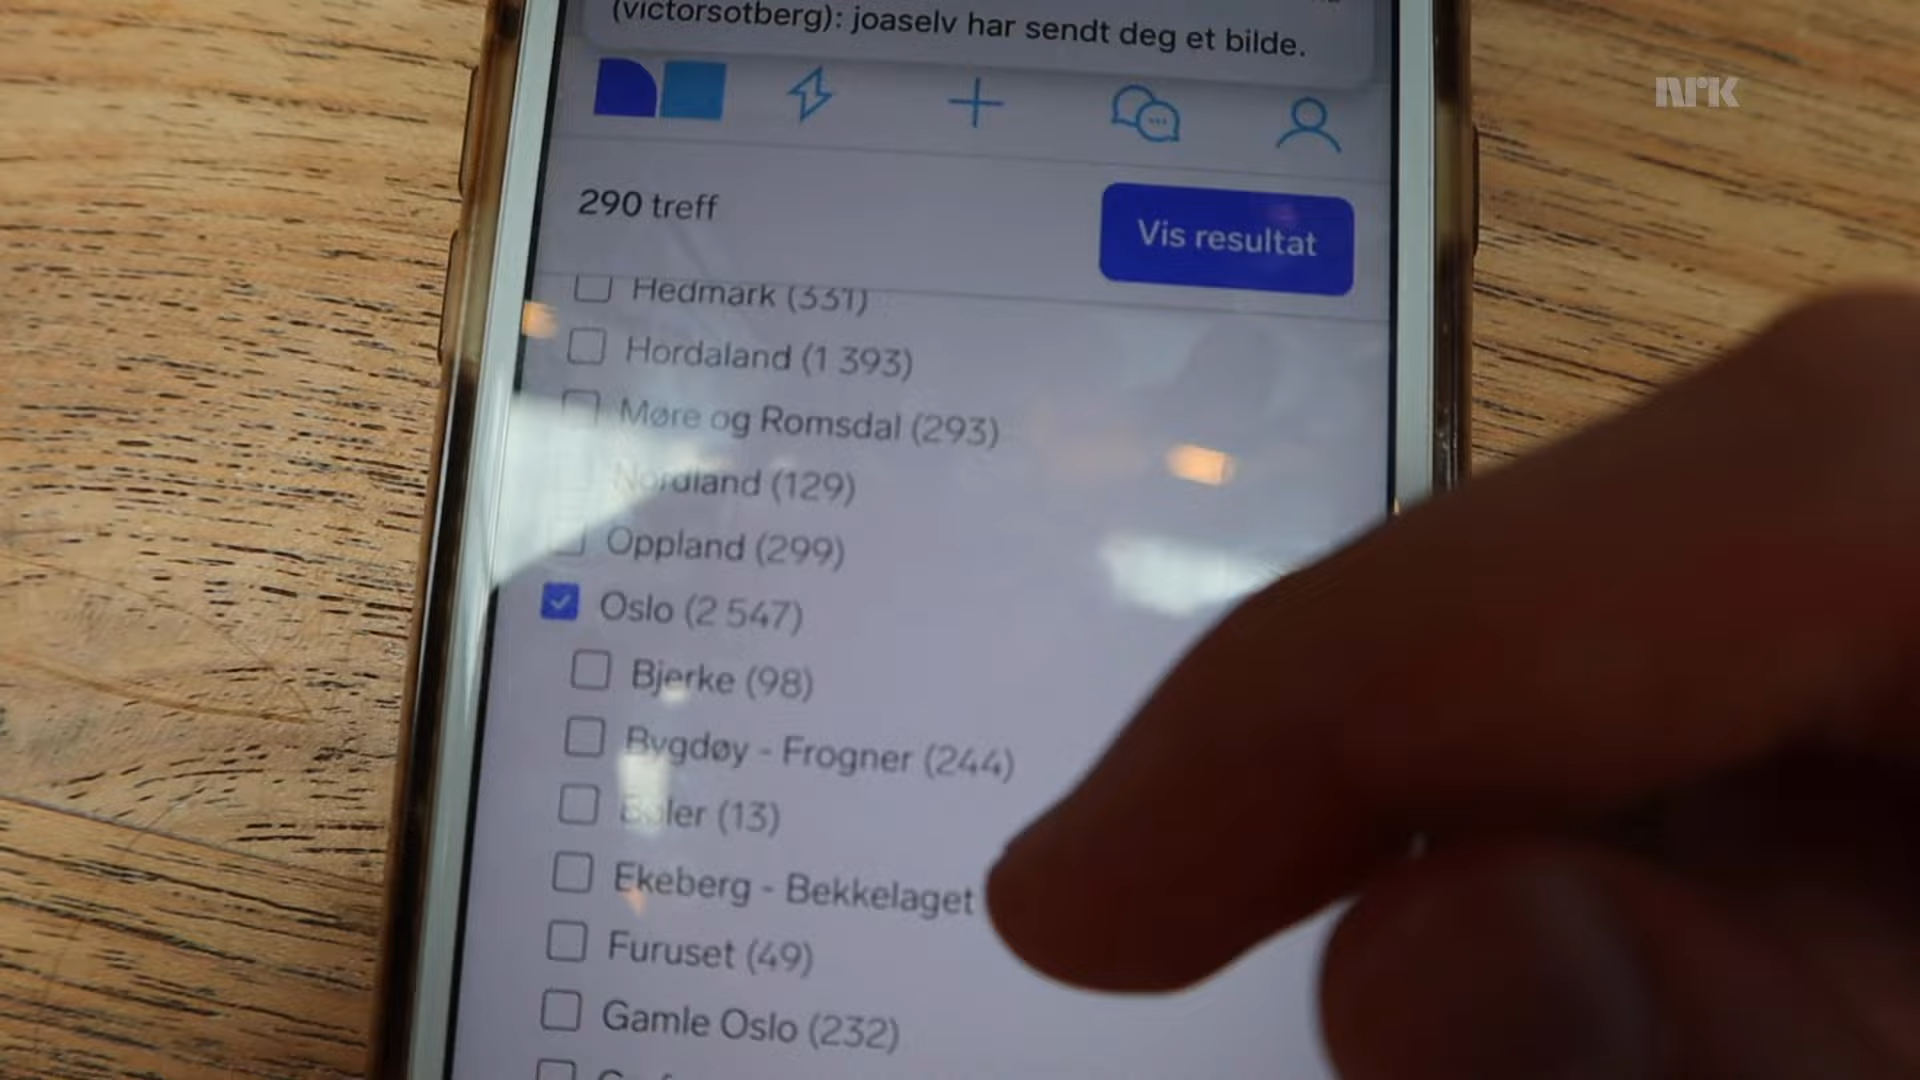 (victorsotberg): joaselv har sendt deg et bilde.
NRK
290 treff
Vis resultat
Hedmark (331)
Hordaland (1 393)
Møre og Romsdal (293)
Nordland (129)
Oppland (299)
Oslo (2 547)
Bjerke (98)
Bygdøy - Frogner (244)
Bøler (13)
Ekeberg - Bekkelaget
Furuset (49)
Gamle Oslo (232)